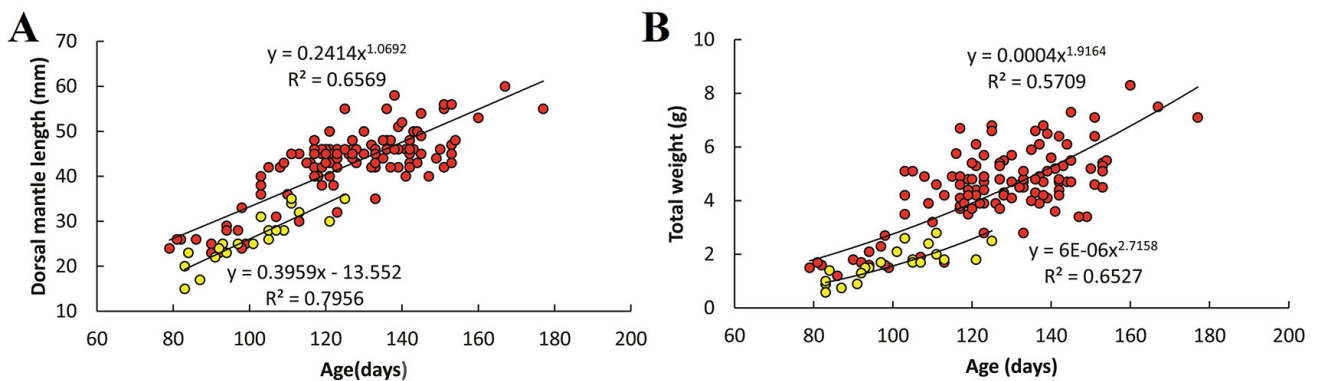 A
Dorsal mantle length (mm)
70
60
50
40
30
20
10
y = 0.2414x^1.0692
R² = 0.6569
y = 0.3959x - 13.552
R² = 0.7956
60 80 100 120 140 160 180 200
Age(days)
B
Total weight (g)
10
8
6
4
2
0
y = 0.0004x^1.9164
R² = 0.5709
y = 6E-06x^2.7158
R² = 0.6527
60 80 100 120 140 160 180 200
Age (days)